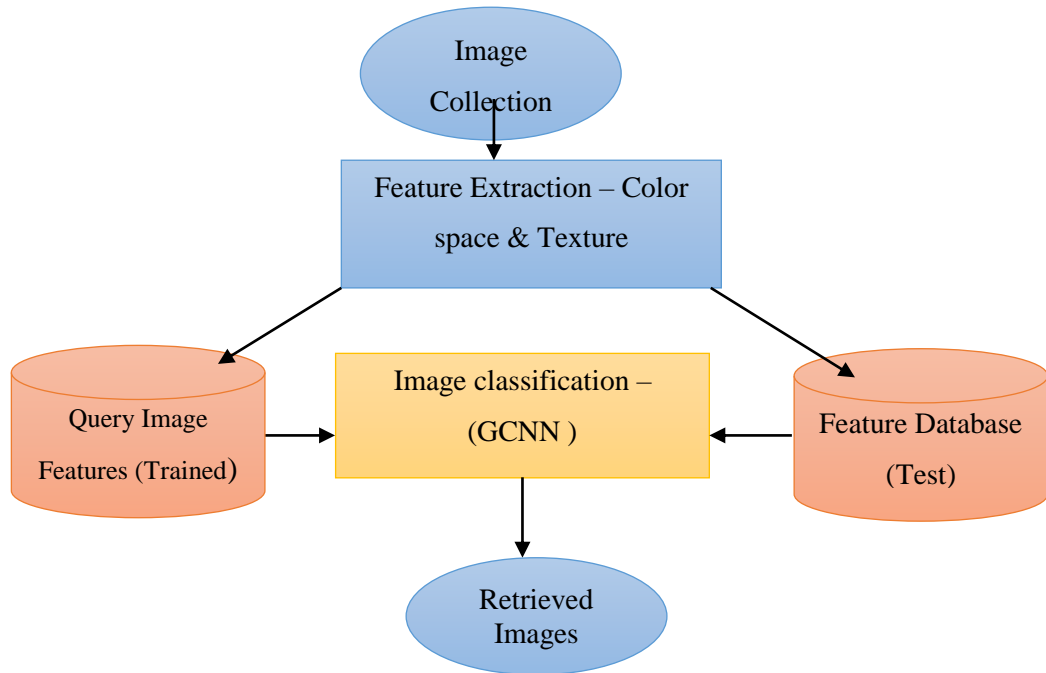 Image
Collection
Feature Extraction – Color
space & Texture
Query Image
Features (Trained)
Image classification –
(GCNN )
Feature Database
(Test)
Retrieved
Images